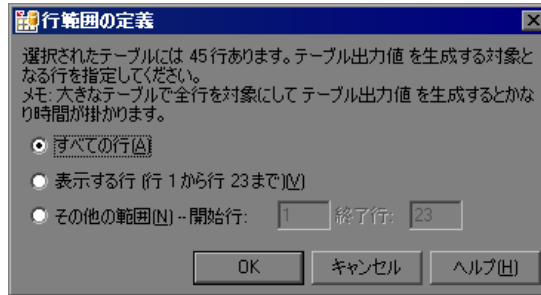 行範囲の定義
選択されたテーブルには 45行あります。テーブル出力値 を生成する対象と
なる行を指定してください。
メモ: 大きなテーブルで全行を対象にして テーブル出力値 を生成するとかな
り時間が掛かります。
すべての行(A)
表示する行 (行 1 から行 23 まで)(V)
その他の範囲(N) -- 開始行: 1 終了行: 23
OK キャンセル ヘルプ(H)